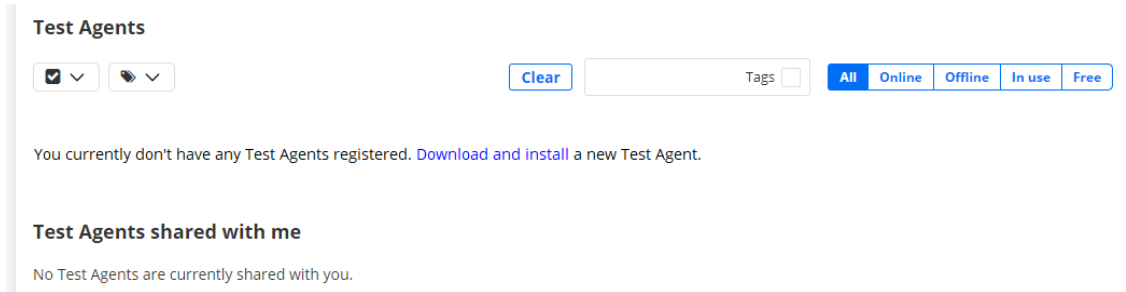 Test Agents
Clear Tags All Online Offline In use Free
You currently don't have any Test Agents registered. Download and install a new Test Agent.
Test Agents shared with me
No Test Agents are currently shared with you.